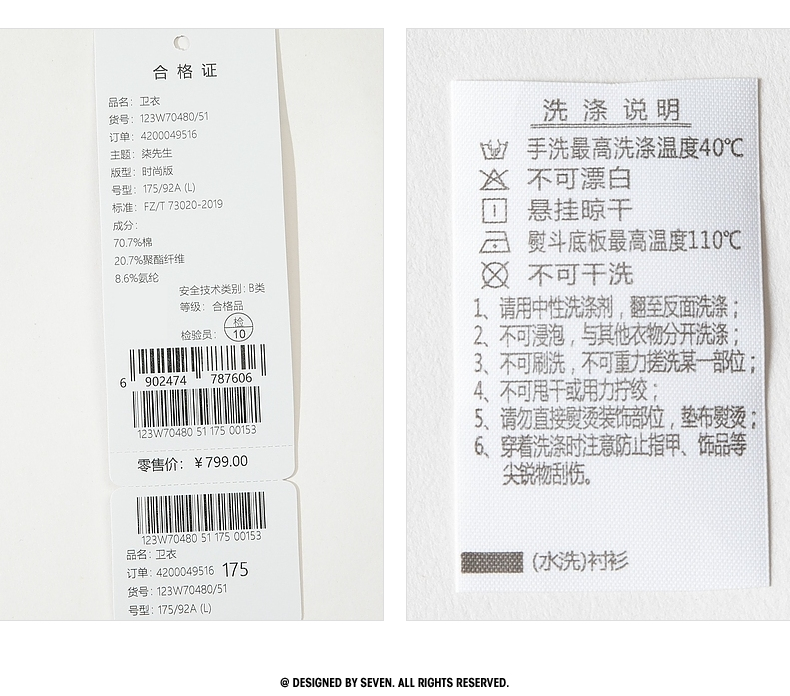 合格证
品名：卫衣
货号：123W70480/51
订单：4200049516
主题：柒先生
版型：时尚版
号型：175/92A (L)
标准：FZ/T 73020-2019
成分：
70.7%棉
20.7%聚酯纤维
8.6%氨纶
安全技术类别：B类
等级：合格品
检验员：检 10
6 902474 787606
123W70480 51 175 00153
零售价：￥799.00
123W70480 51 175 00153
品名：卫衣
订单：4200049516 175
货号：123W70480/51
号型：175/92A (L)
洗涤说明
手洗最高洗涤温度40℃
不可漂白
悬挂晾干
熨斗底板最高温度110℃
不可干洗
1、请用中性洗涤剂，翻至反面洗涤；
2、不可浸泡，与其他衣物分开洗涤；
3、不可刷洗，不可重力搓洗某一部位；
4、不可甩干或用力拧绞；
5、请勿直接熨烫装饰部位，垫布熨烫；
6、穿着洗涤时注意防止指甲、饰品等
尖锐物刮伤。
(水洗)衬衫
@ DESIGNED BY SEVEN. ALL RIGHTS RESERVED.